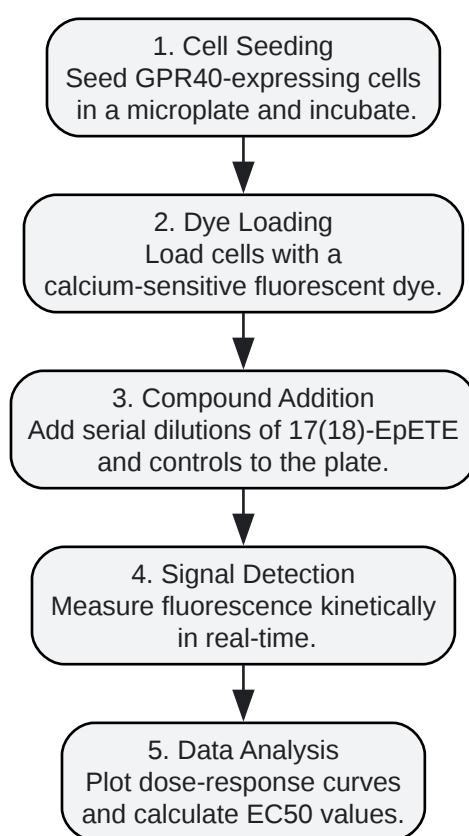 1. Cell Seeding
Seed GPR40-expressing cells
in a microplate and incubate.
2. Dye Loading
Load cells with a
calcium-sensitive fluorescent dye.
3. Compound Addition
Add serial dilutions of 17(18)-EpETE
and controls to the plate.
4. Signal Detection
Measure fluorescence kinetically
in real-time.
5. Data Analysis
Plot dose-response curves
and calculate EC50 values.